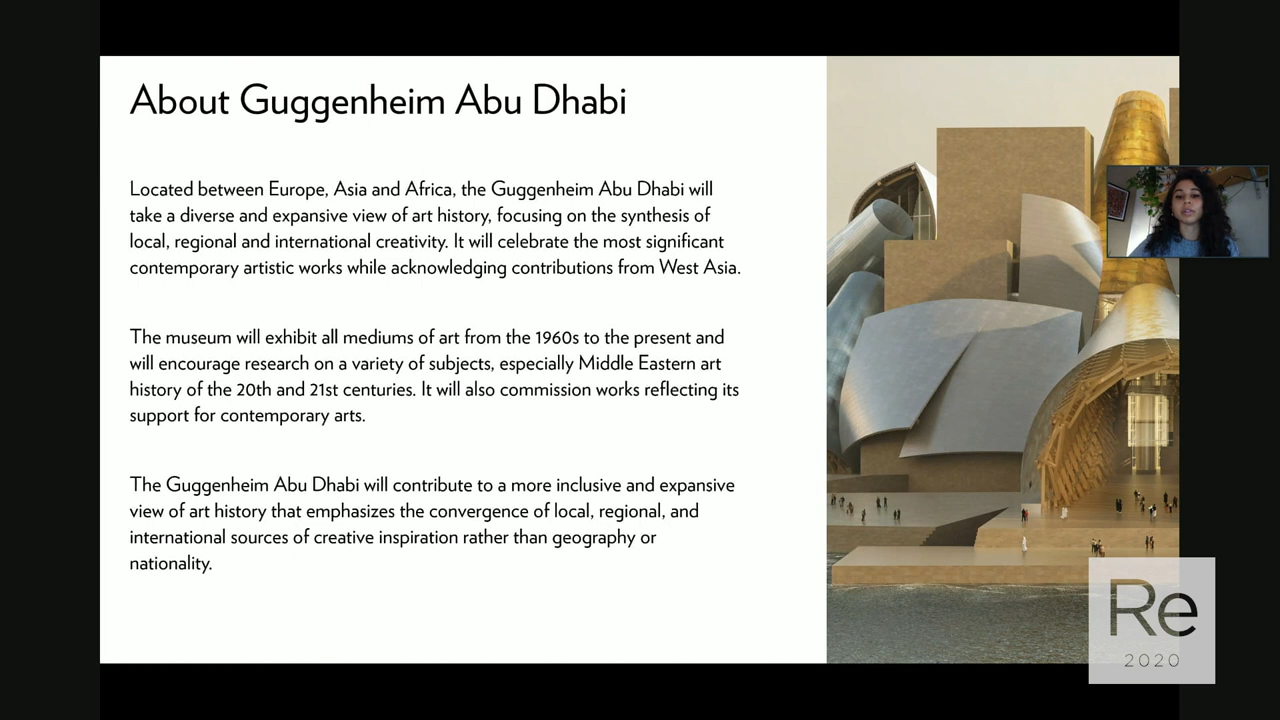 About Guggenheim Abu Dhabi
Located between Europe, Asia and Africa, the Guggenheim Abu Dhabi will
take a diverse and expansive view of art history, focusing on the synthesis of
local, regional and international creativity. It will celebrate the most significant
contemporary artistic works while acknowledging contributions from West Asia.
The museum will exhibit all mediums of art from the 1960s to the present and
will encourage research on a variety of subjects, especially Middle Eastern art
history of the 20th and 21st centuries. It will also commission works reflecting its
support for contemporary arts.
The Guggenheim Abu Dhabi will contribute to a more inclusive and expansive
view of art history that emphasizes the convergence of local, regional, and
international sources of creative inspiration rather than geography or
nationality.
Re
2020